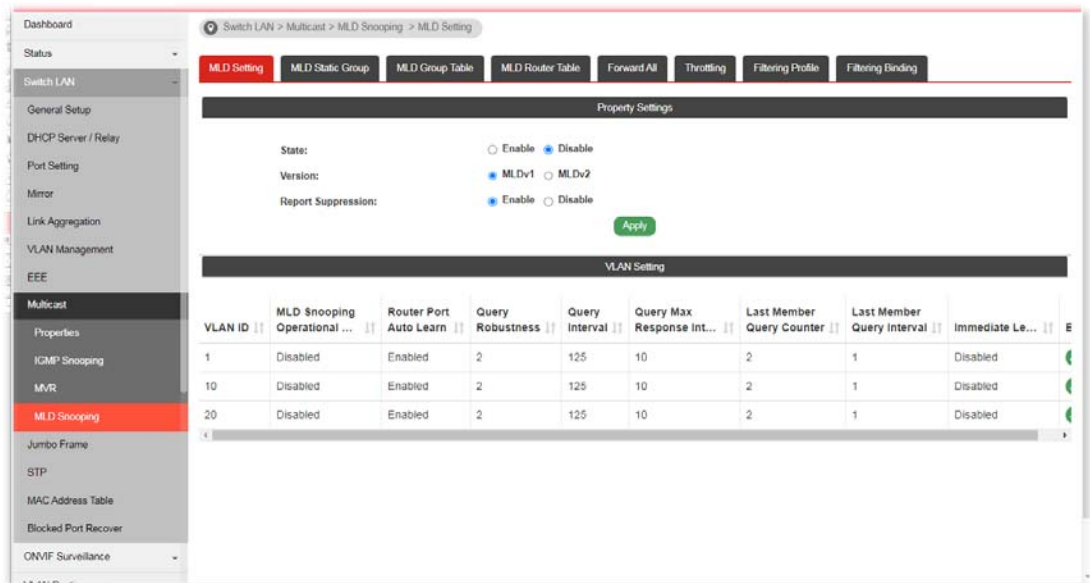 Dashboard
Status
Switch LAN
General Setup
DHCP Server / Relay
Port Setting
Mirror
Link Aggregation
VLAN Management
EEE
Multicast
Properties
IGMP Snooping
MVR
MLD Snooping
Jumbo Frame
STP
MAC Address Table
Blocked Port Recover
ONVIF Surveillance
Switch LAN > Multicast > MLD Snooping > MLD Setting
MLD Setting MLD Static Group MLD Group Table MLD Router Table Forward All Throttling Filtering Profile Filtering Binding
Property Settings
State: Enable Disable
Version: MLDv1 MLDv2
Report Suppression: Enable Disable
Apply
VLAN Setting
VLAN ID MLD Snooping Operational ... Router Port Auto Learn Query Robustness Query Interval Query Max Response Int... Last Member Query Counter Last Member Query Interval Immediate Le... E
1 Disabled Enabled 2 125 10 2 1 Disabled
10 Disabled Enabled 2 125 10 2 1 Disabled
20 Disabled Enabled 2 125 10 2 1 Disabled